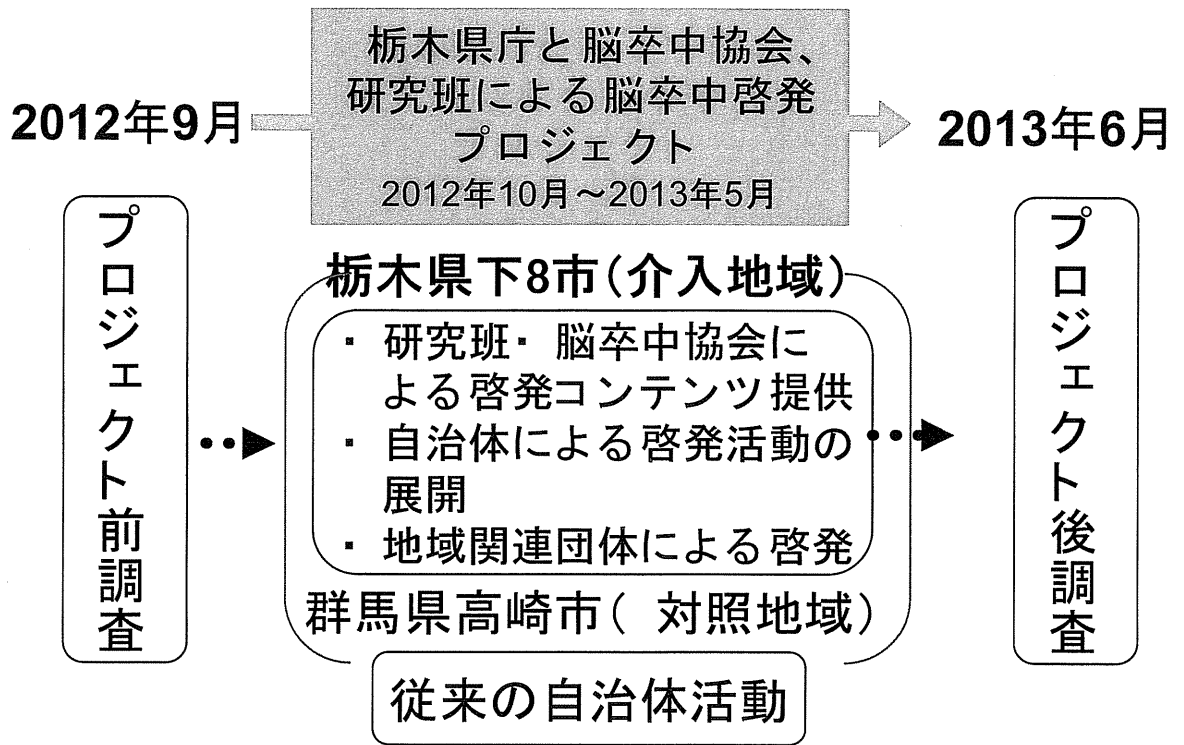 栃木県庁と脳卒中協会、
研究班による脳卒中啓発
プロジェクト
2012年10月～2013年5月
2012年9月
2013年6月
プロジェクト前調査
栃木県下8市(介入地域)
・ 研究班・ 脳卒中協会に
よる啓発コンテンツ提供
・ 自治体による啓発活動の
展開
・ 地域関連団体による啓発
群馬県高崎市( 対照地域)
従来の自治体活動
プロジェクト後調査